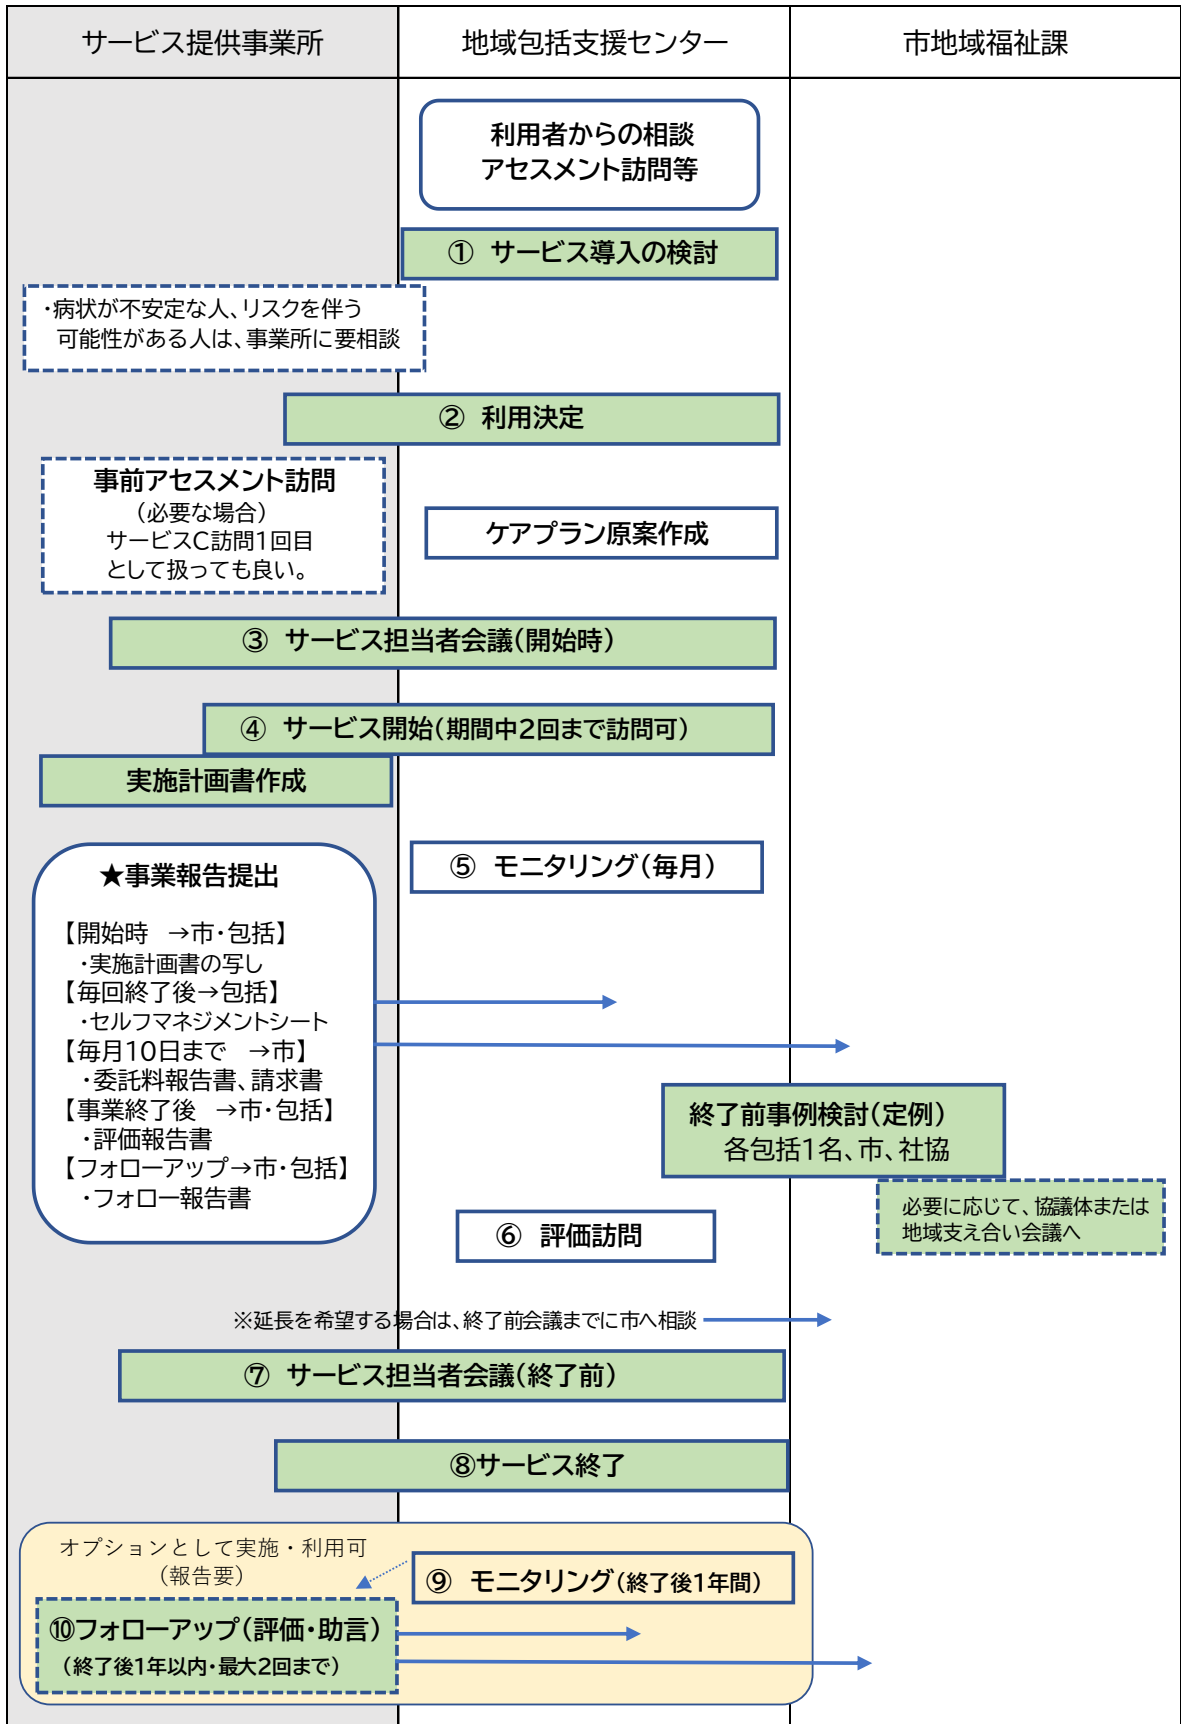 サービス提供事業所
地域包括支援センター
市地域福祉課
利用者からの相談
アセスメント訪問等
① サービス導入の検討
・病状が不安定な人、リスクを伴う
可能性がある人は、事業所に要相談
② 利用決定
事前アセスメント訪問
(必要な場合)
サービスC訪問1回目
として扱っても良い。
ケアプラン原案作成
③ サービス担当者会議(開始時)
④ サービス開始(期間中2回まで訪問可)
実施計画書作成
★事業報告提出
【開始時 →市・包括】
・実施計画書の写し
【毎回終了後→包括】
・セルフマネジメントシート
【毎月10日まで →市】
・委託料報告書、請求書
【事業終了後 →市・包括】
・評価報告書
【フォローアップ→市・包括】
・フォロー報告書
⑤ モニタリング(毎月)
終了前事例検討(定例)
各包括1名、市、社協
必要に応じて、協議体または
地域支え合い会議へ
⑥ 評価訪問
※延長を希望する場合は、終了前会議までに市へ相談
⑦ サービス担当者会議(終了前)
⑧サービス終了
オプションとして実施・利用可
(報告要)
⑨ モニタリング(終了後1年間)
⑩フォローアップ(評価・助言)
(終了後1年以内・最大2回まで)